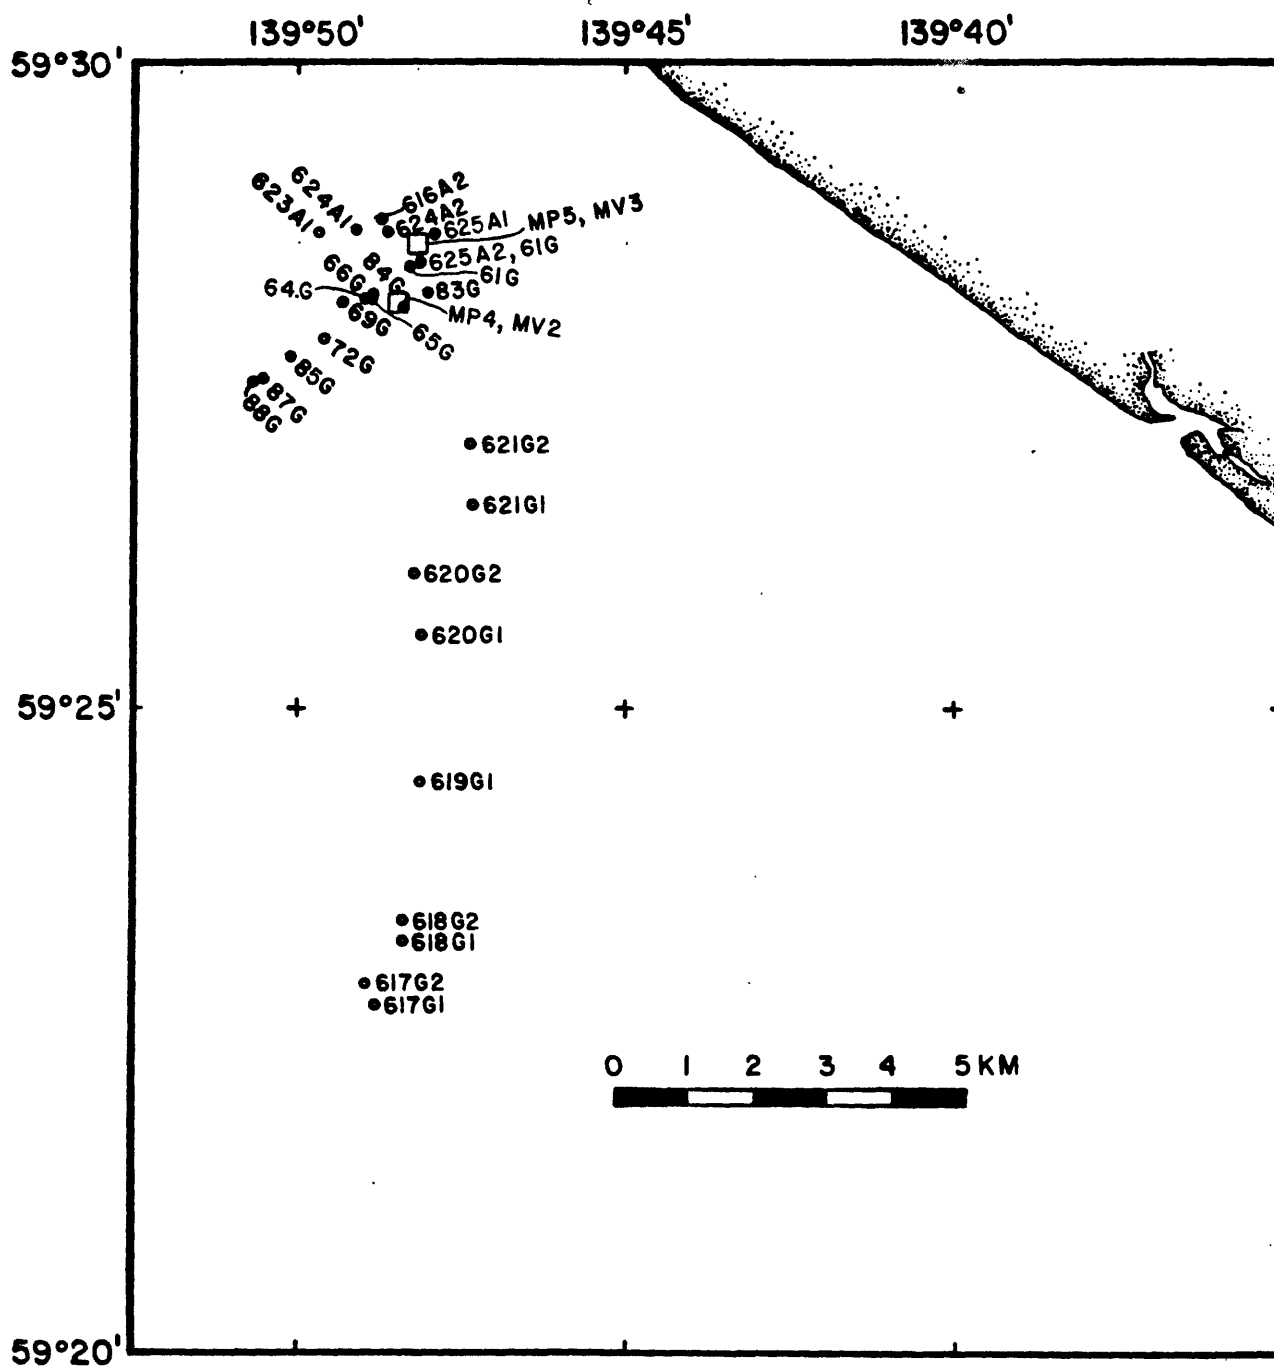 139°50' 139°45' 139°40'
59°30'
616A2
624A1
623A1
624A2
625A1
MP5, MV3
625A2, 61G
61G
84G
66G
64G
83G
69G
65G
MP4, MV2
72G
85G
87G
88G
621G2
621G1
620G2
620G1
59°25'
619G1
618G2
618G1
617G2
617G1
0 1 2 3 4 5 KM
59°20'